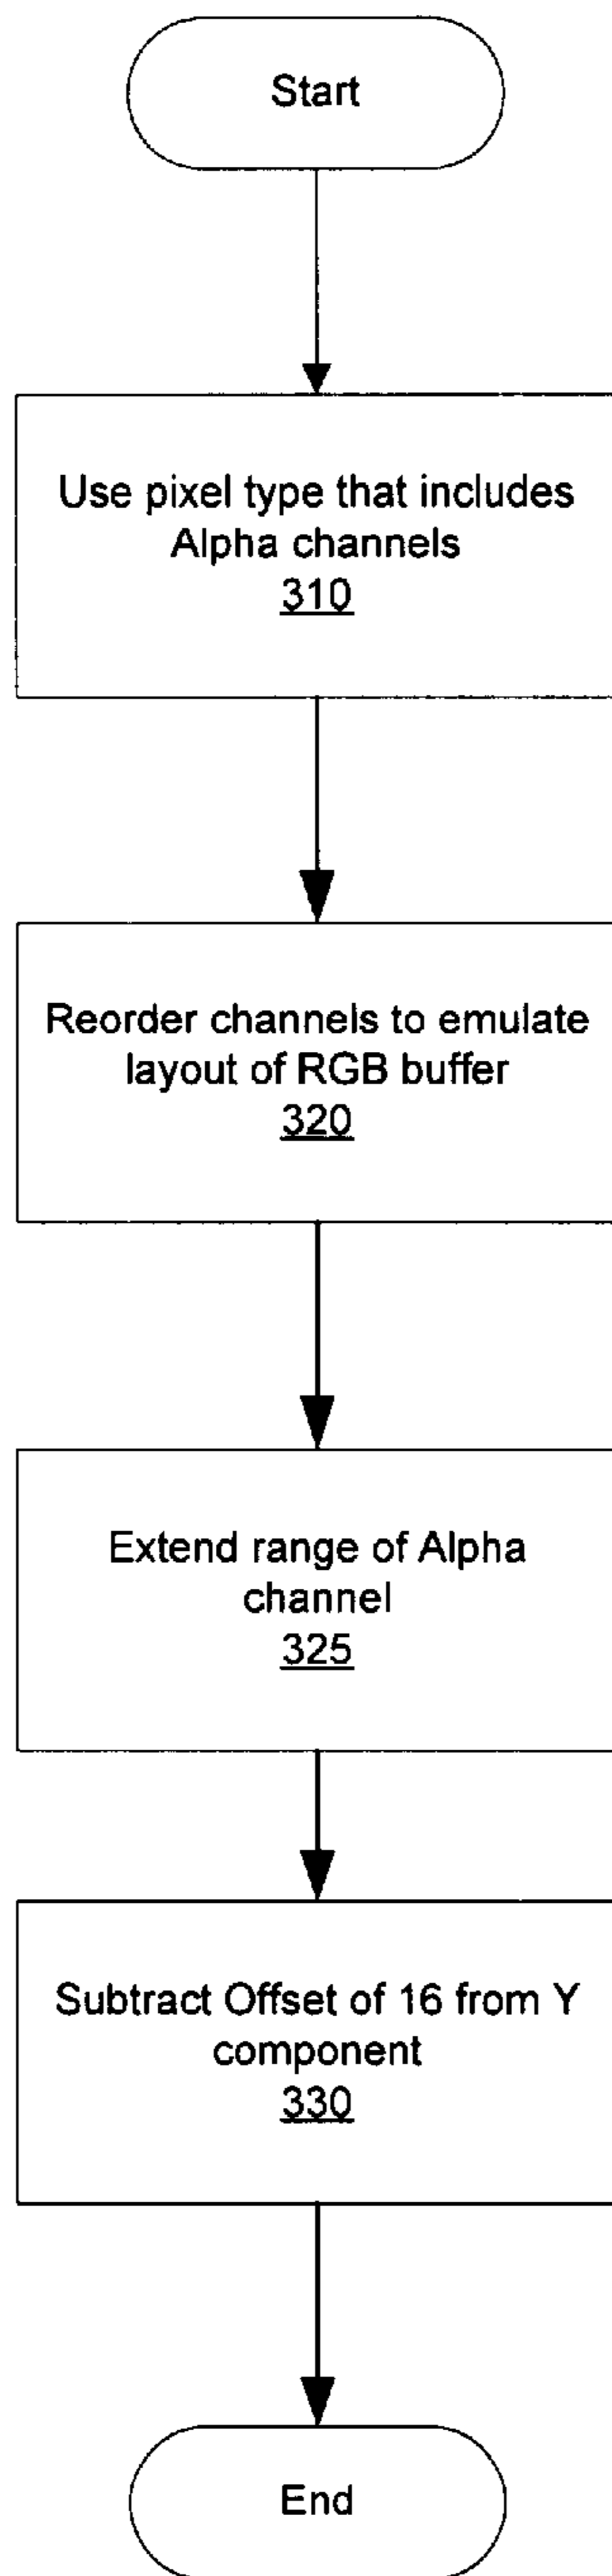 Start
Use pixel type that includes
Alpha channels
310
Reorder channels to emulate
layout of RGB buffer
320
Extend range of Alpha
channel
325
Subtract Offset of 16 from Y
component
330
End